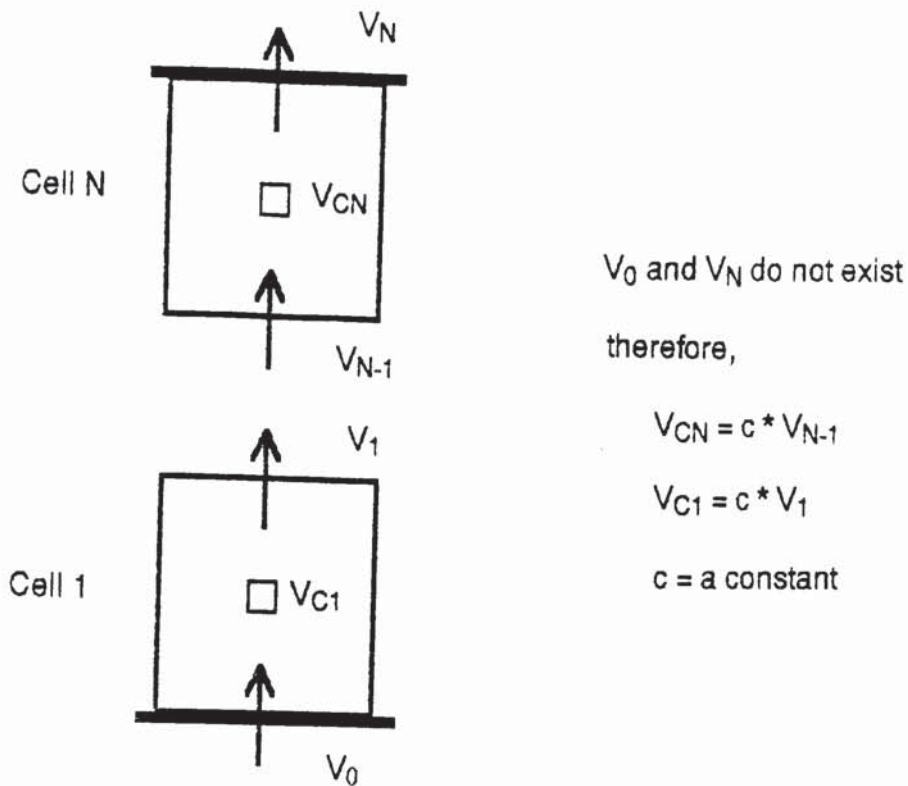 V_N
Cell N
V_CN
V_N-1
V_1
Cell 1
V_C1
V_0
V_0 and V_N do not exist
therefore,
V_CN = c * V_N-1
V_C1 = c * V_1
c = a constant